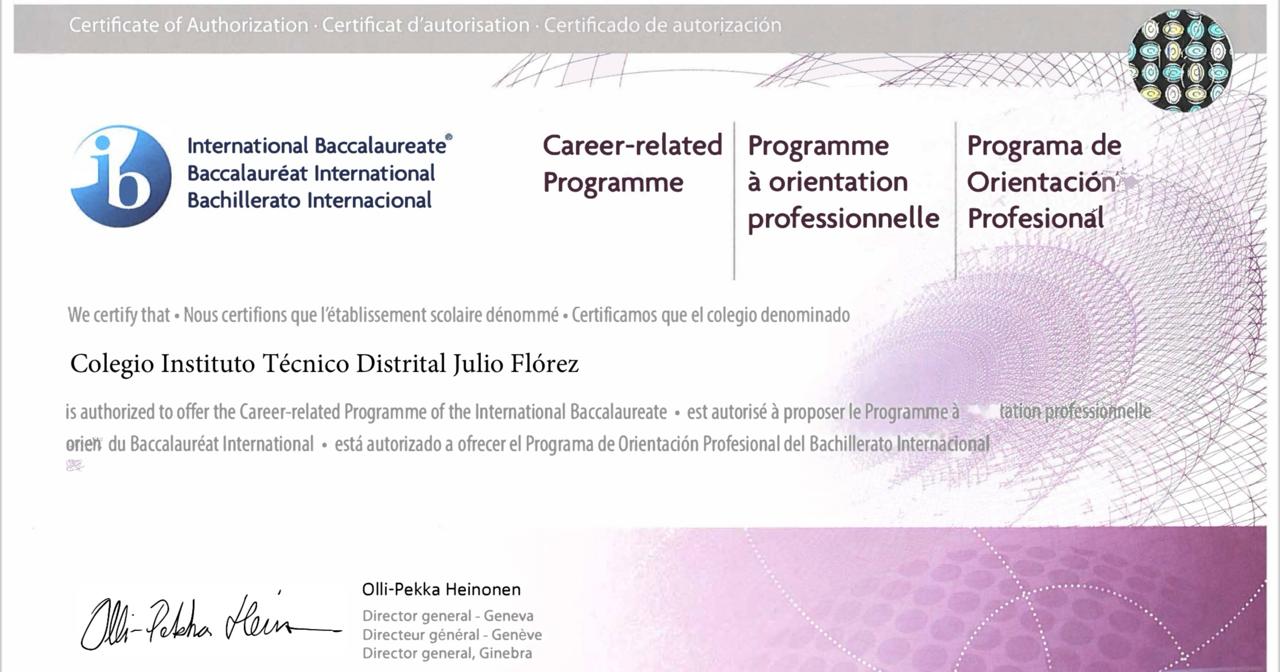 Certificate of Authorization · Certificat d'autorisation · Certificado de autorización
ib
International Baccalaureate®
Baccalauréat International
Bachillerato Internacional
Career-related
Programme
Programme
à orientation
professionnelle
Programa de
Orientación
Profesional
We certify that • Nous certifions que l'établissement scolaire dénommé • Certificamos que el colegio denominado
Colegio Instituto Técnico Distrital Julio Flórez
is authorized to offer the Career-related Programme of the International Baccalaureate • est autorisé à proposer le Programme à tation professionnelle
orien du Baccalauréat International • está autorizado a ofrecer el Programa de Orientación Profesional del Bachillerato Internacional
Olli-Pekka Hein
Olli-Pekka Heinonen
Director general - Geneva
Directeur général - Genève
Director general, Ginebra